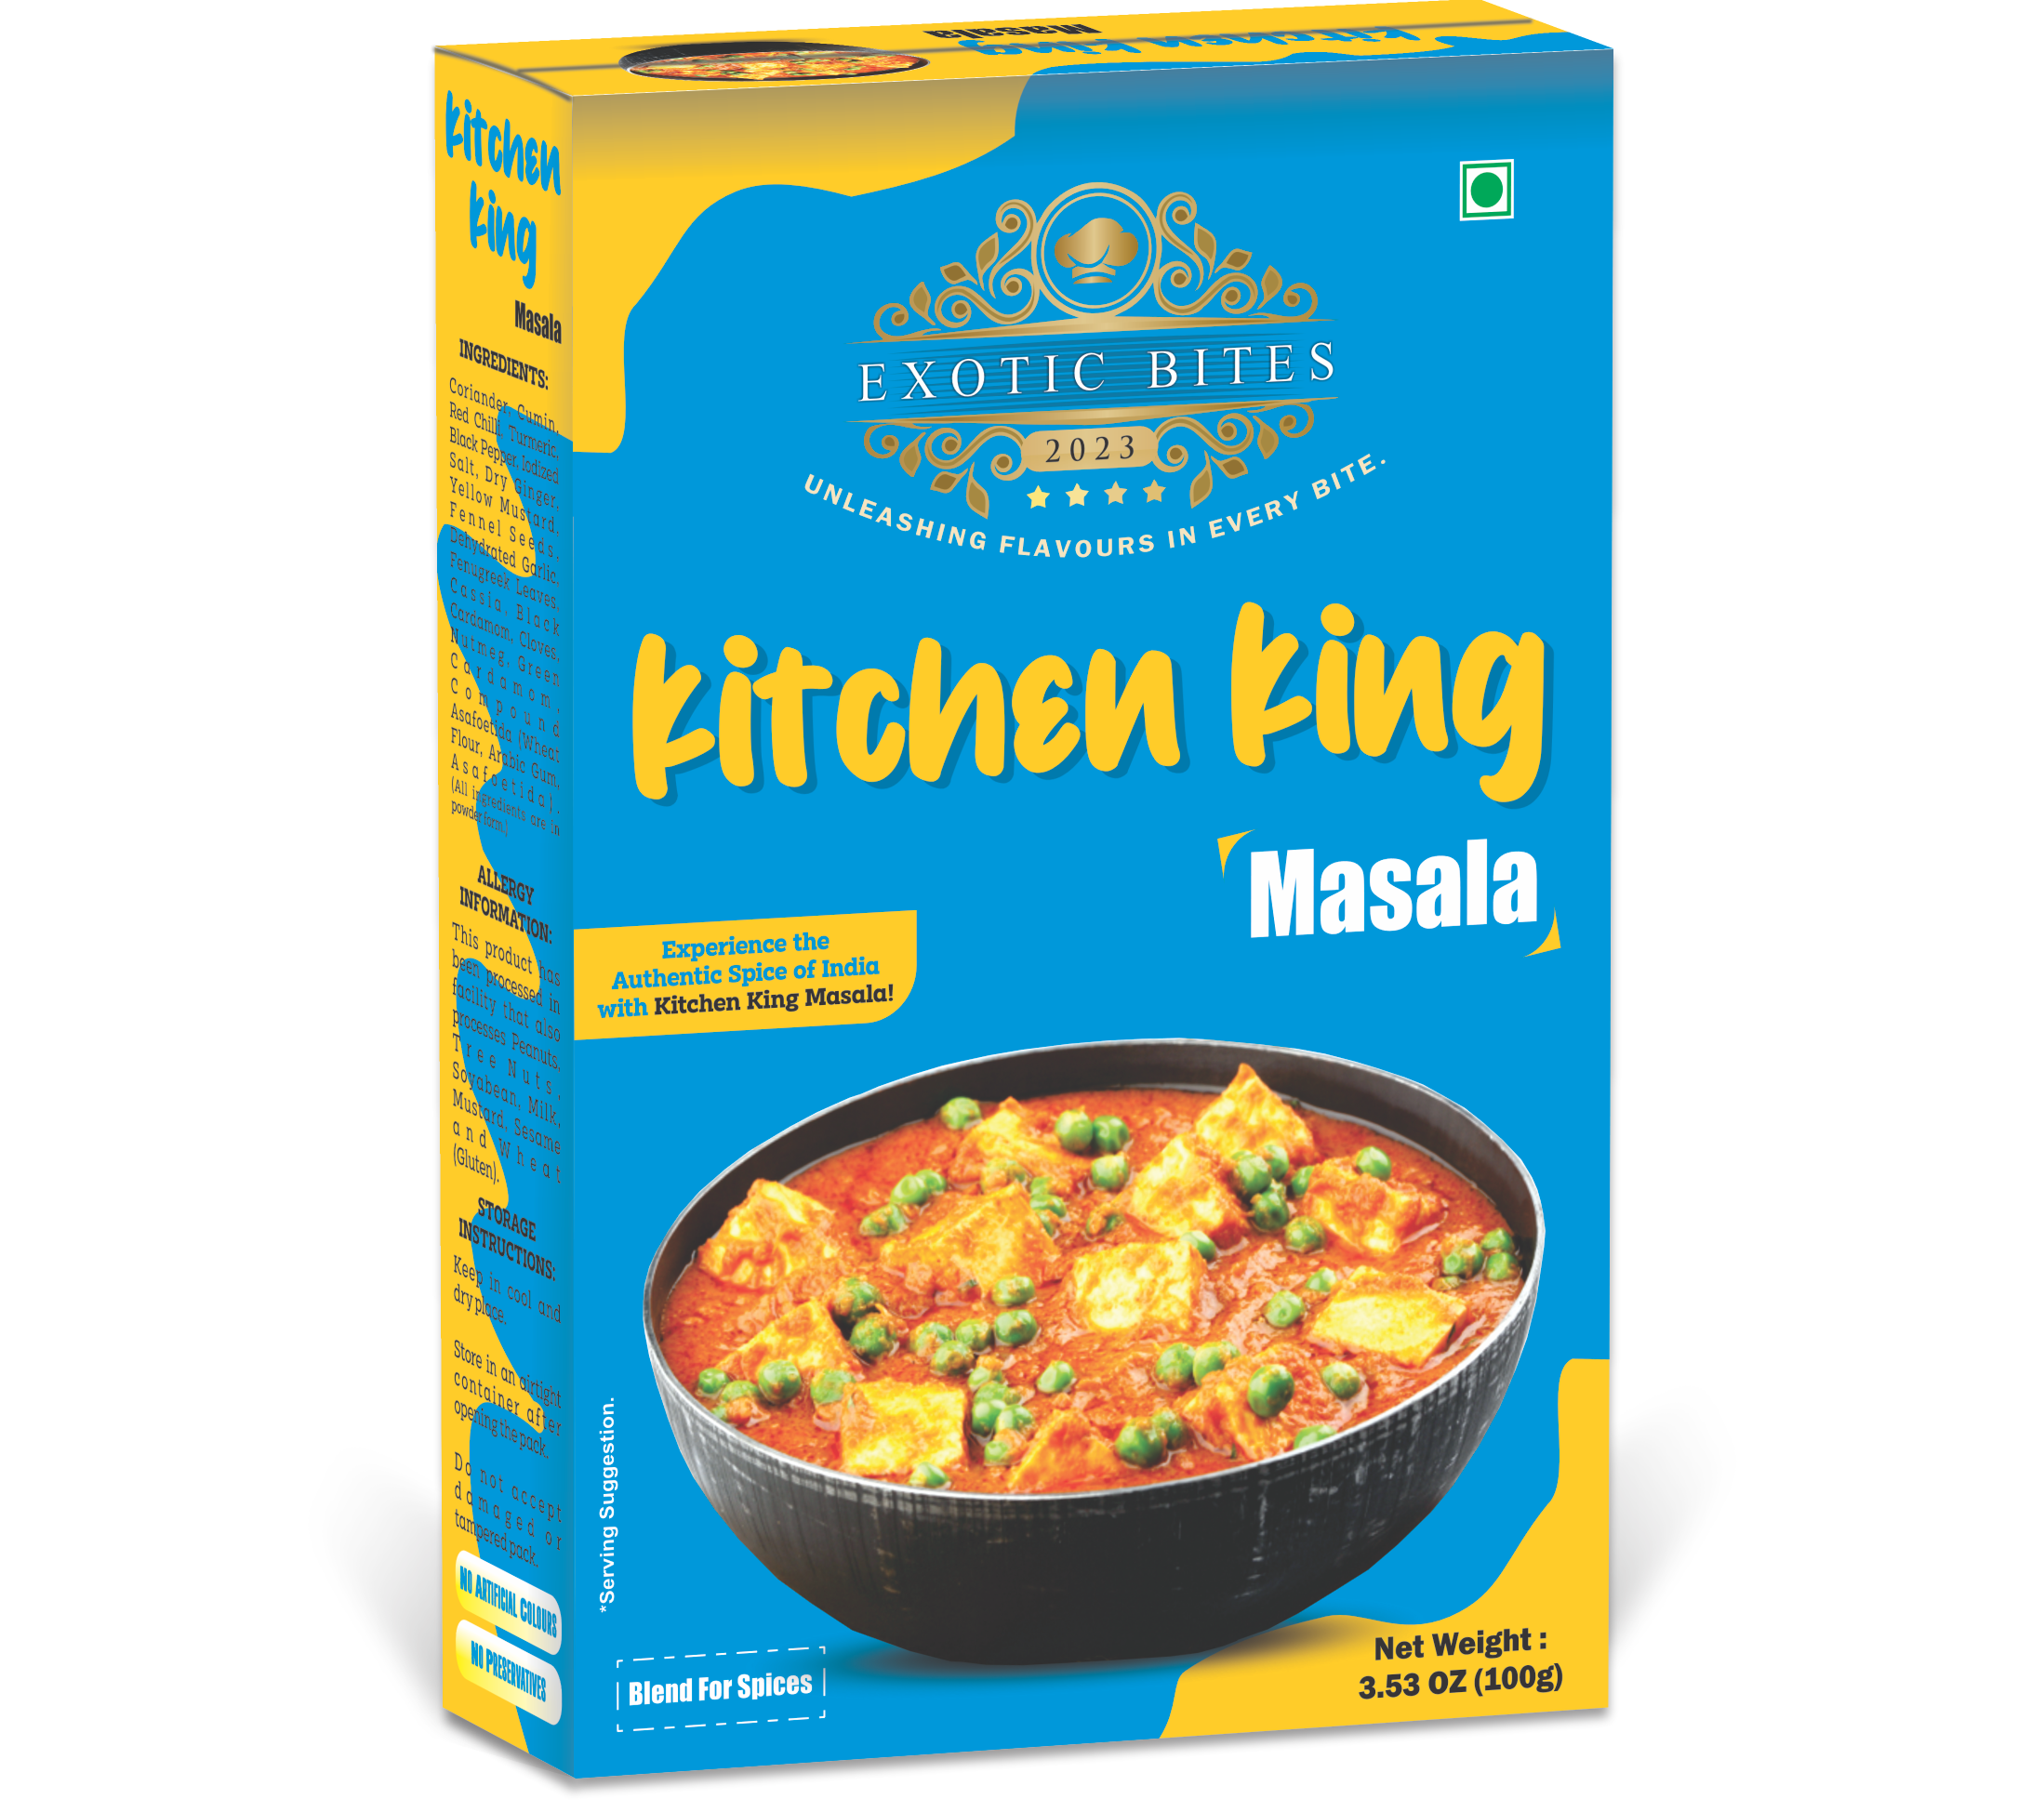 kitchen king
Masala
EXOTIC BITES
2023
UNLEASHING FLAVOURS IN EVERY BITE.
kitchen king
Masala
Experience the
Authentic Spice of India
with Kitchen King Masala!
*Serving Suggestion.
Blend For Spices
Net Weight :
3.53 OZ (100g)
kitchen
king
Masala
INGREDIENTS:
Coriander, Cumin,
Red Chilli, Turmeric,
Black Pepper, Iodized
Salt, Dry Ginger,
Yellow Mustard,
Fennel Seeds,
Dehydrated Garlic,
Fenugreek Leaves,
Cassia, Black
Cardamom, Cloves,
Nutmeg, Green
Cardamom,
Compound
Asafoetida (Wheat
Flour, Arabic Gum,
Asafoetida).
(All ingredients are in
powder form.)
ALLERGY
INFORMATION:
This product has
been processed in
facility that also
processes Peanuts,
Tree Nuts,
Soyabean, Milk,
Mustard, Sesame
and Wheat
(Gluten).
STORAGE
INSTRUCTIONS:
Keep in cool and
dry place.
Store in an airtight
container after
opening the pack.
Do not accept
damaged or
tampered pack.
NO ARTIFICIAL COLOURS
NO PRESERVATIVES